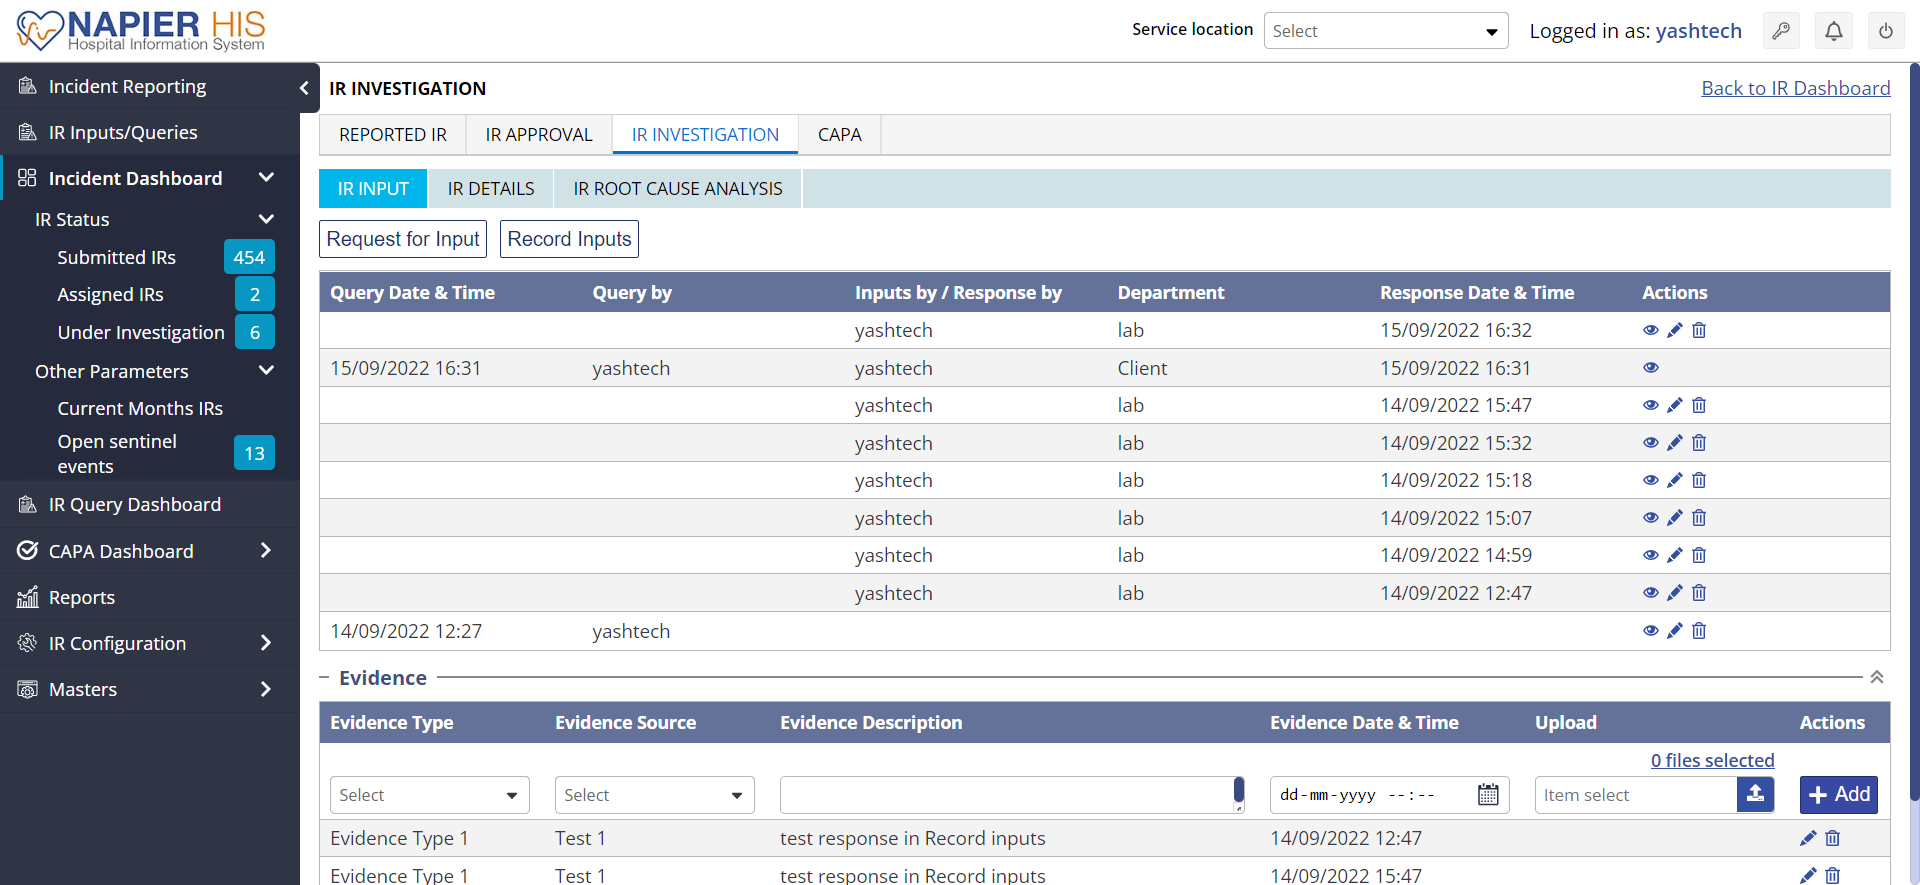 NAPIER HIS
Hospital Information System
Service location
Select
Logged in as: yashtech
Incident Reporting
IR Inputs/Queries
Incident Dashboard
IR Status
Submitted IRs 454
Assigned IRs 2
Under Investigation 6
Other Parameters
Current Months IRs
Open sentinel
events 13
IR Query Dashboard
CAPA Dashboard
Reports
IR Configuration
Masters
IR INVESTIGATION
Back to IR Dashboard
REPORTED IR IR APPROVAL IR INVESTIGATION CAPA
IR INPUT IR DETAILS IR ROOT CAUSE ANALYSIS
Request for Input Record Inputs
Query Date & Time Query by Inputs by / Response by Department Response Date & Time Actions
yashtech lab 15/09/2022 16:32
15/09/2022 16:31 yashtech yashtech Client 15/09/2022 16:31
yashtech lab 14/09/2022 15:47
yashtech lab 14/09/2022 15:32
yashtech lab 14/09/2022 15:18
yashtech lab 14/09/2022 15:07
yashtech lab 14/09/2022 14:59
yashtech lab 14/09/2022 12:47
14/09/2022 12:27 yashtech
Evidence
Evidence Type Evidence Source Evidence Description Evidence Date & Time Upload Actions
0 files selected
Select Select dd-mm-yyyy --:-- Item select + Add
Evidence Type 1 Test 1 test response in Record inputs 14/09/2022 12:47
Evidence Type 1 Test 1 test response in Record inputs 14/09/2022 15:47